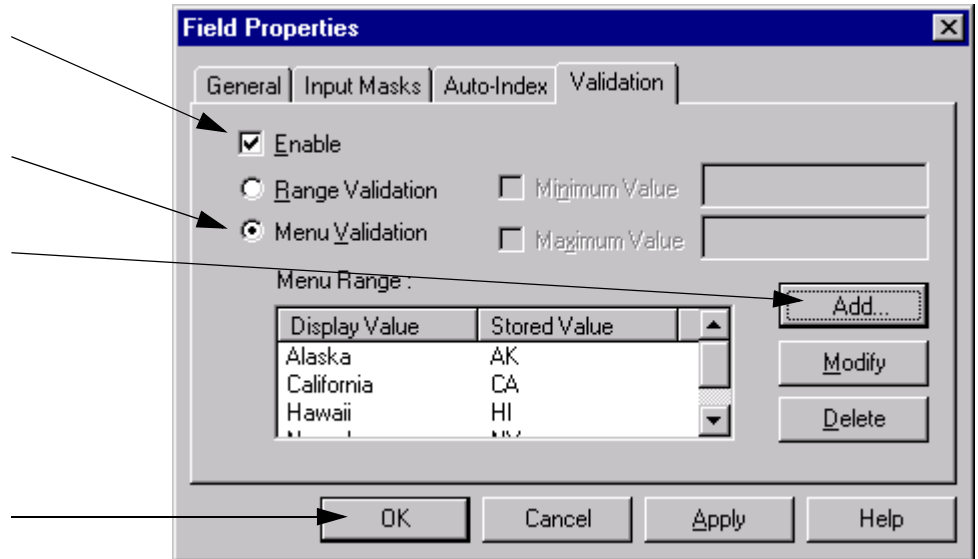 Field Properties
General Input Masks Auto-Index Validation
Enable
Range Validation Minimum Value
Menu Validation Maximum Value
Menu Range :
Add...
Display Value Stored Value
Alaska AK
California CA
Modify
Hawaii HI
Delete
OK Cancel Apply Help